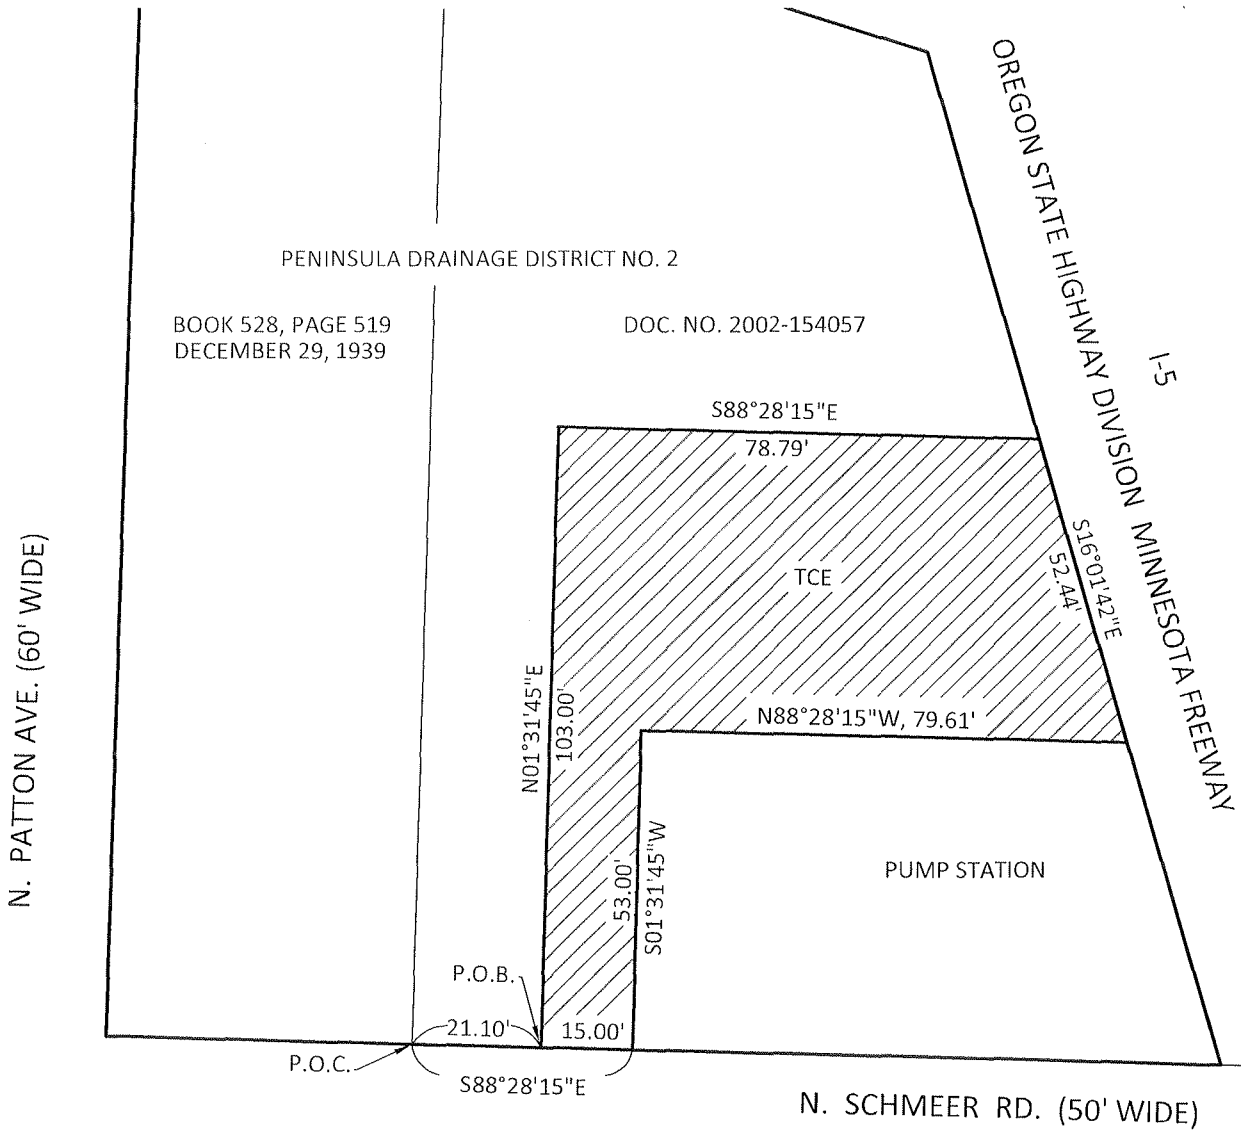 OREGON STATE HIGHWAY DIVISION MINNESOTA FREEWAY
I-5
PENINSULA DRAINAGE DISTRICT NO. 2
BOOK 528, PAGE 519
DECEMBER 29, 1939
DOC. NO. 2002-154057
S88°28'15"E
78.79'
S16°01'42"E
52.44'
TCE
N. PATTON AVE. (60' WIDE)
N01°31'45"E
103.00'
N88°28'15"W, 79.61'
53.00'
S01°31'45"W
PUMP STATION
P.O.B.
21.10'
15.00'
P.O.C.
S88°28'15"E
N. SCHMEER RD. (50' WIDE)